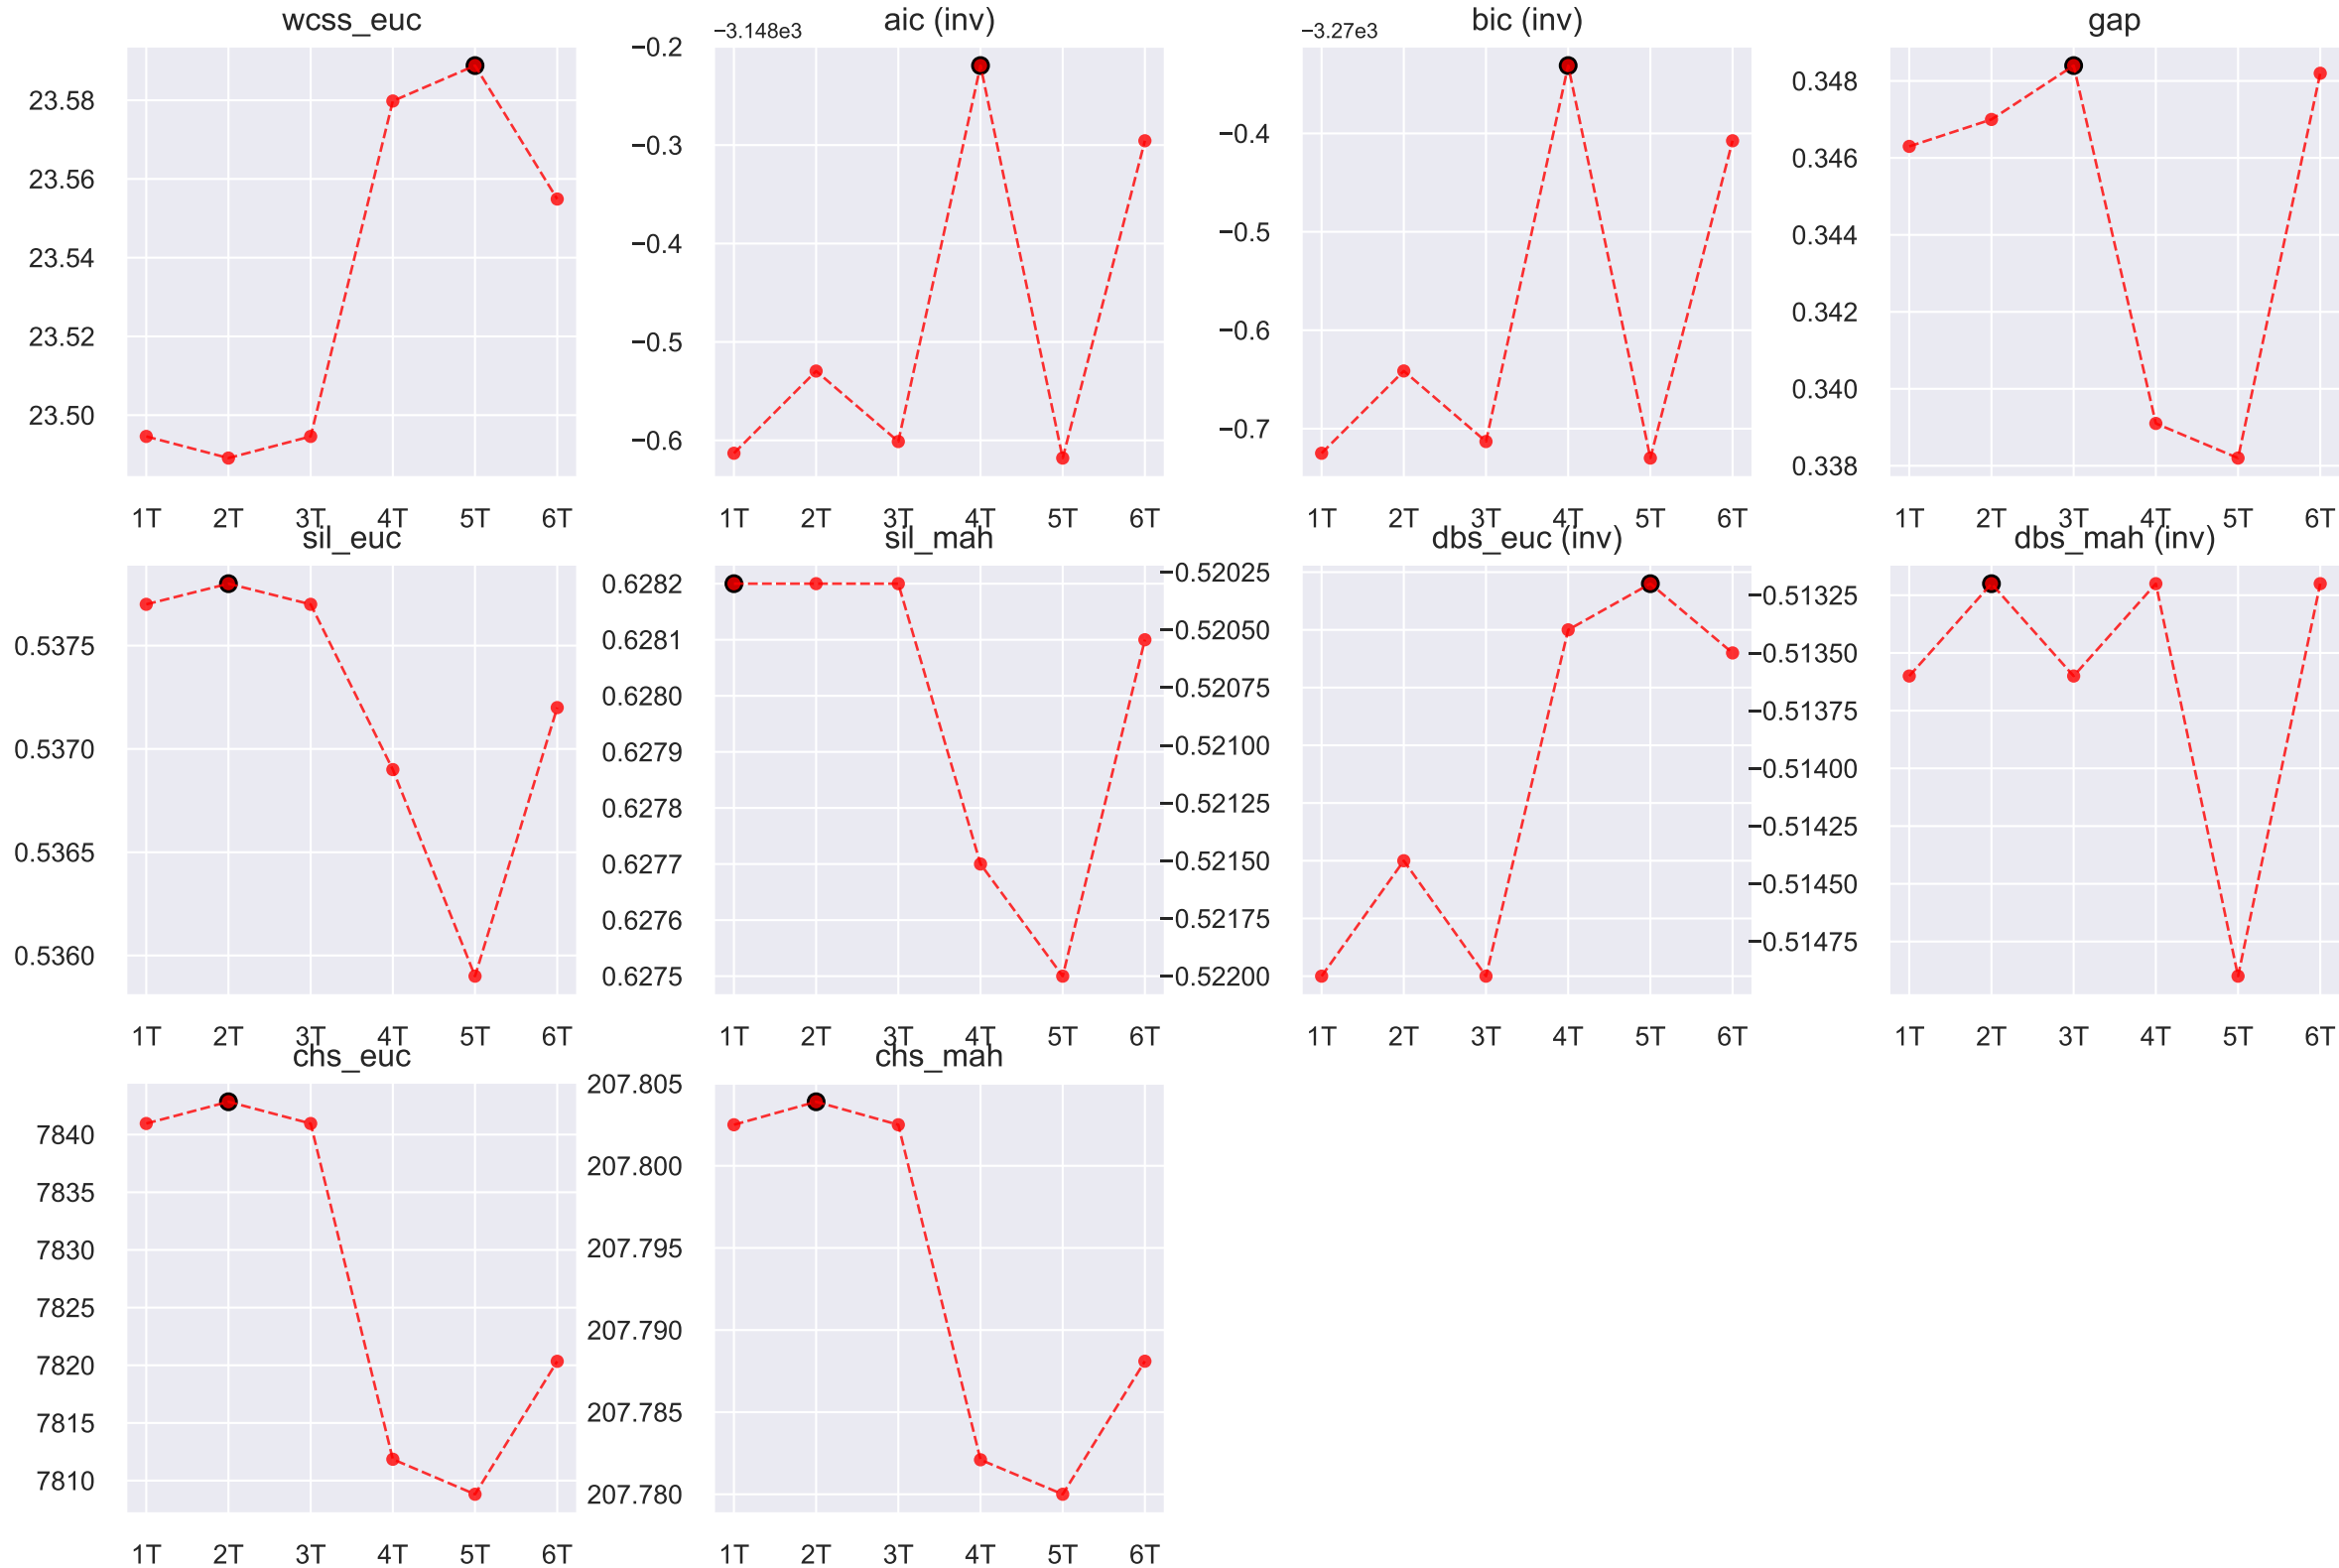 wcss_euc
23.58
23.56
23.54
23.52
23.50
1T 2T 3T 4T 5T 6T
aic (inv)
−3.148e3
−0.2
−0.3
−0.4
−0.5
−0.6
1T 2T 3T 4T 5T 6T
bic (inv)
−3.27e3
−0.4
−0.5
−0.6
−0.7
1T 2T 3T 4T 5T 6T
gap
0.348
0.346
0.344
0.342
0.340
0.338
1T 2T 3T 4T 5T 6T
sil_euc
0.5375
0.5370
0.5365
0.5360
1T 2T 3T 4T 5T 6T
sil_mah
0.6282
0.6281
0.6280
0.6279
0.6278
0.6277
0.6276
0.6275
1T 2T 3T 4T 5T 6T
dbs_euc (inv)
−0.52025
−0.52050
−0.52075
−0.52100
−0.52125
−0.52150
−0.52175
−0.52200
1T 2T 3T 4T 5T 6T
dbs_mah (inv)
−0.51325
−0.51350
−0.51375
−0.51400
−0.51425
−0.51450
−0.51475
1T 2T 3T 4T 5T 6T
chs_euc
7840
7835
7830
7825
7820
7815
7810
1T 2T 3T 4T 5T 6T
chs_mah
207.805
207.800
207.795
207.790
207.785
207.780
1T 2T 3T 4T 5T 6T